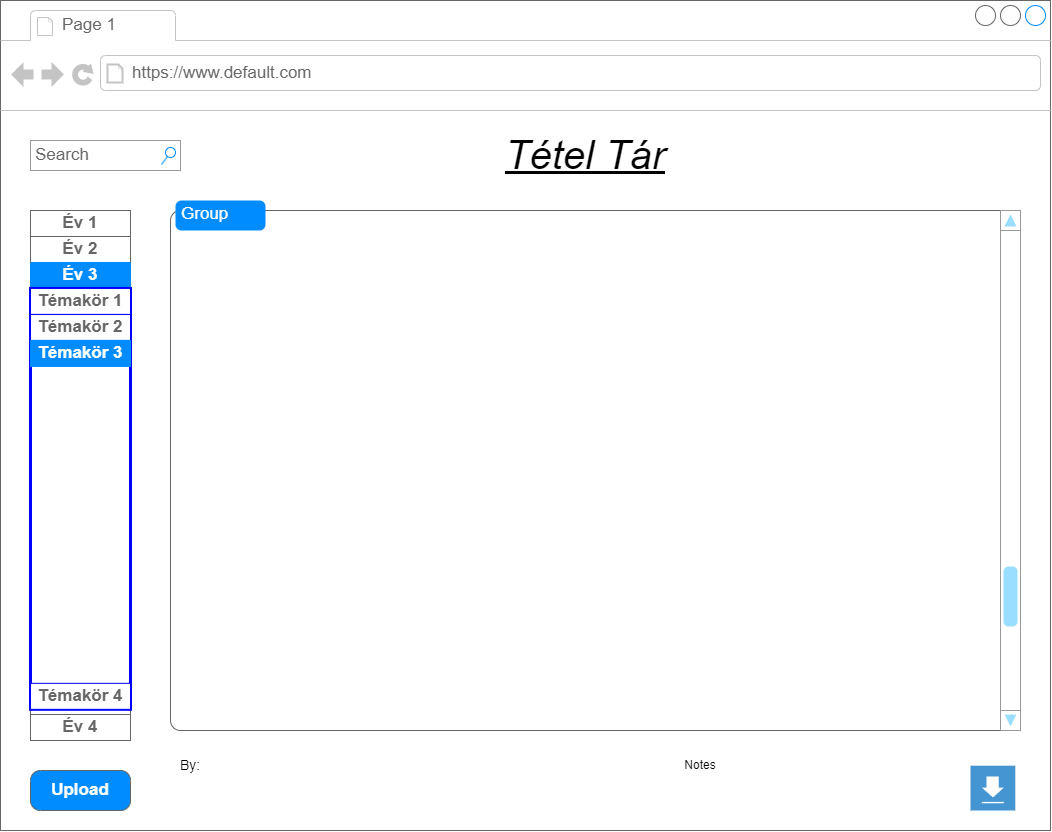 Page 1
https://www.default.com
Search
Tétel Tár
Group
Év 1
Év 2
Év 3
Témakör 1
Témakör 2
Témakör 3
Témakör 4
Év 4
By:
Notes
Upload